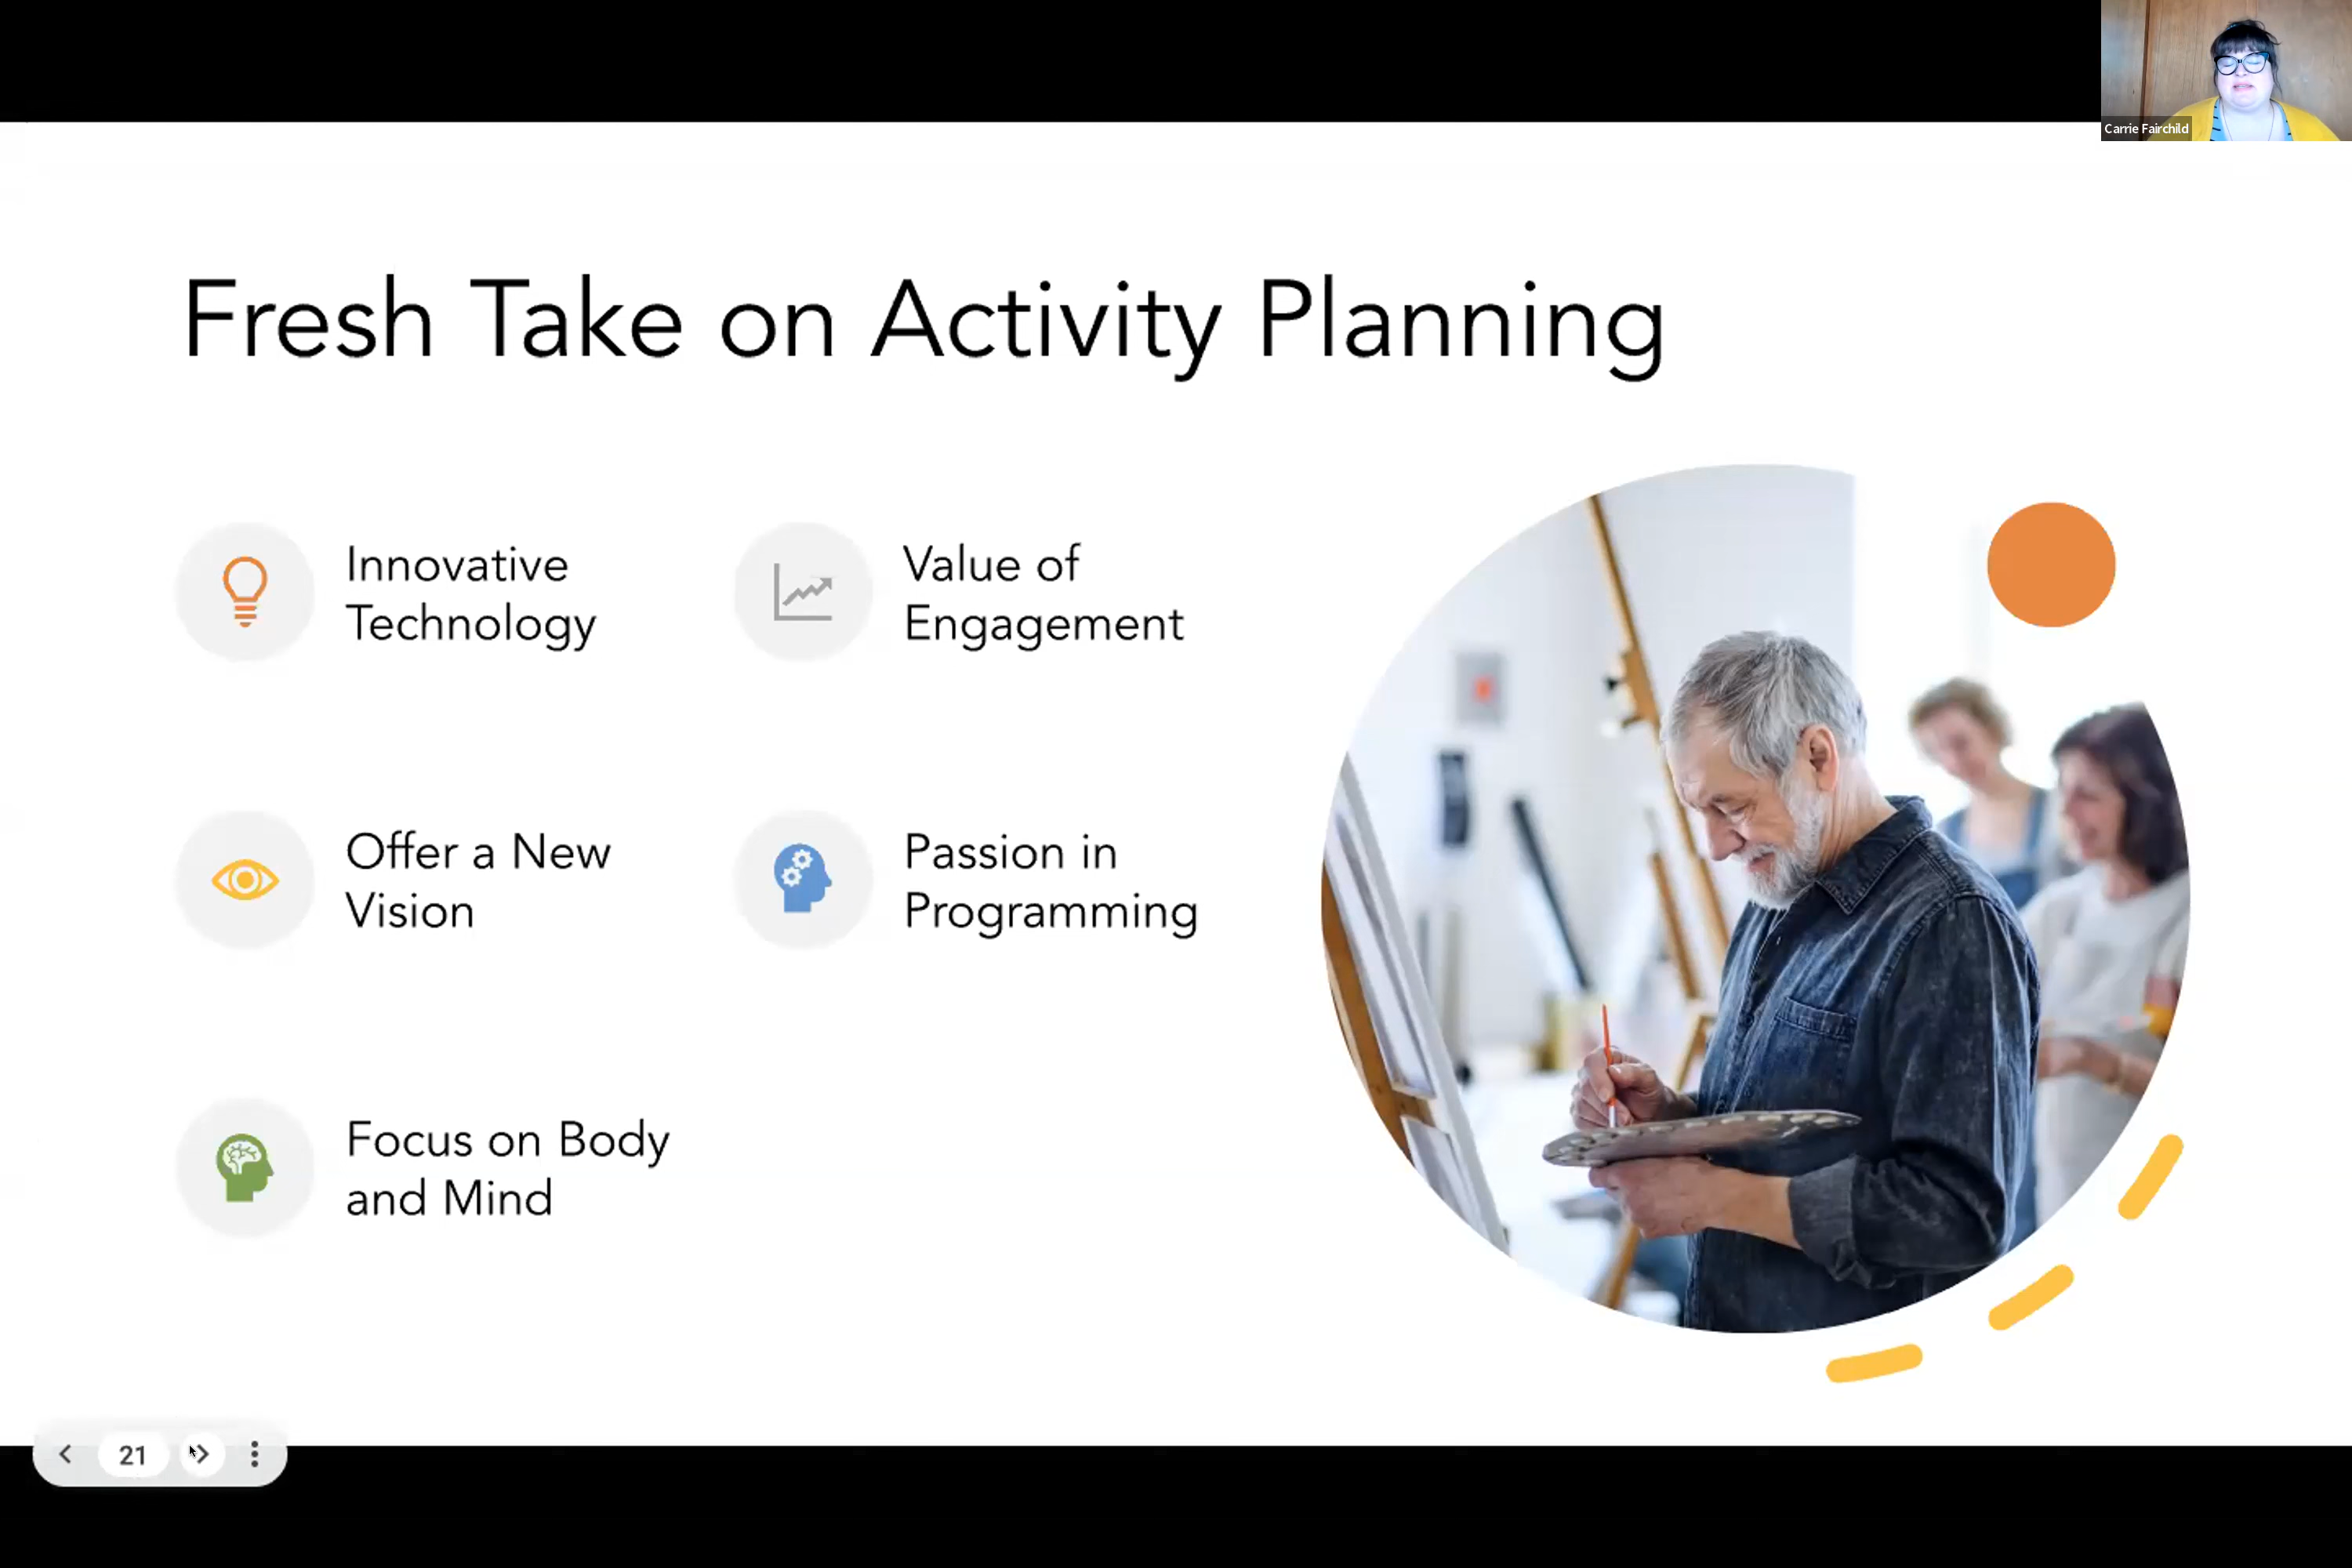 Carrie Fairchild
Fresh Take on Activity Planning
Innovative
Technology
Value of
Engagement
Offer a New
Vision
Passion in
Programming
Focus on Body
and Mind
21